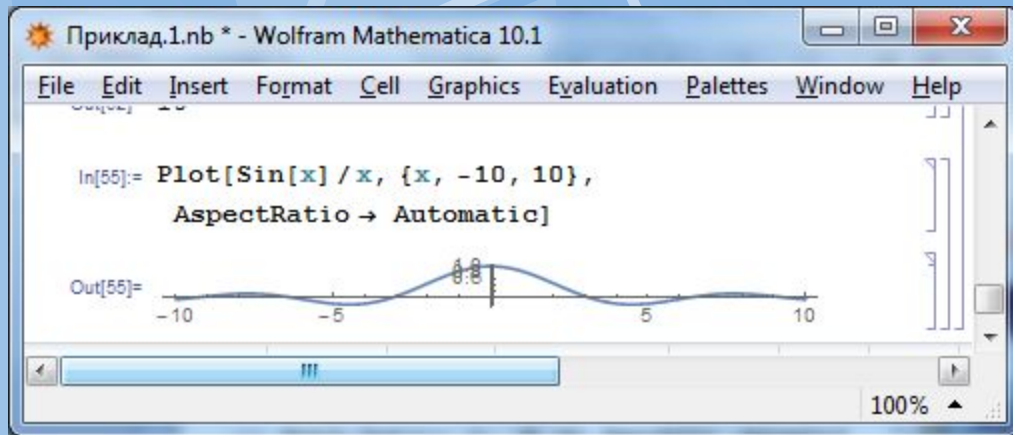 Приклад.1.nb * - Wolfram Mathematica 10.1
File Edit Insert Format Cell Graphics Evaluation Palettes Window Help
In[55]:= Plot[Sin[x] / x, {x, -10, 10},
AspectRatio → Automatic]
Out[55]=
-10 -5 5 10
100%